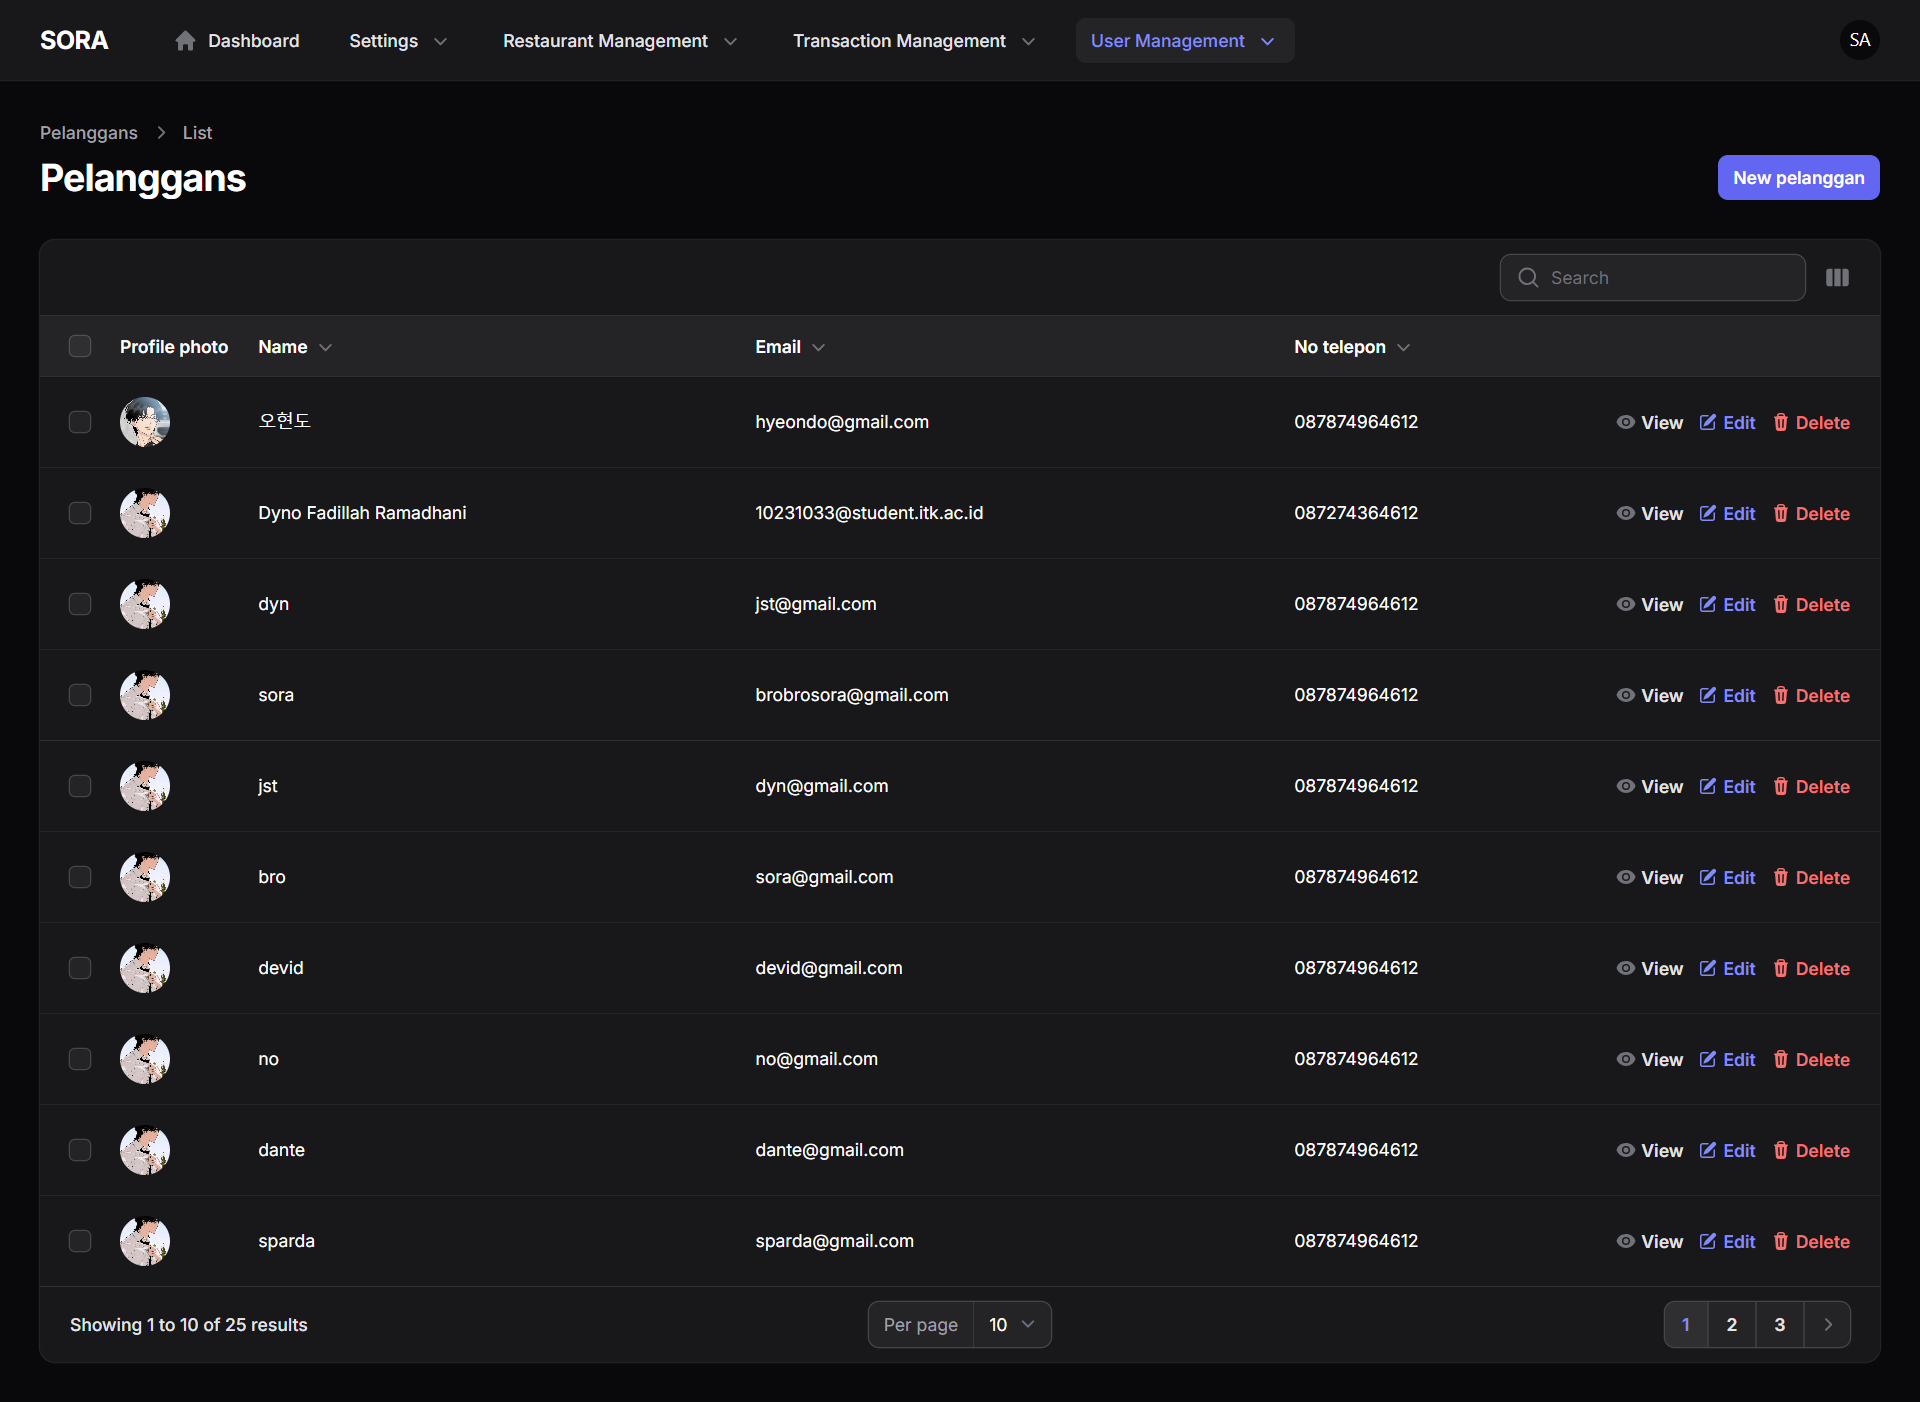 SORA Dashboard Settings Restaurant Management Transaction Management User Management SA
Pelanggans > List
Pelanggans
New pelanggan
Search
Profile photo Name Email No telepon
오현도 hyeondo@gmail.com 087874964612 View Edit Delete
Dyno Fadillah Ramadhani 10231033@student.itk.ac.id 087274364612 View Edit Delete
dyn jst@gmail.com 087874964612 View Edit Delete
sora brobrosora@gmail.com 087874964612 View Edit Delete
jst dyn@gmail.com 087874964612 View Edit Delete
bro sora@gmail.com 087874964612 View Edit Delete
devid devid@gmail.com 087874964612 View Edit Delete
no no@gmail.com 087874964612 View Edit Delete
dante dante@gmail.com 087874964612 View Edit Delete
sparda sparda@gmail.com 087874964612 View Edit Delete
Showing 1 to 10 of 25 results Per page 10 1 2 3